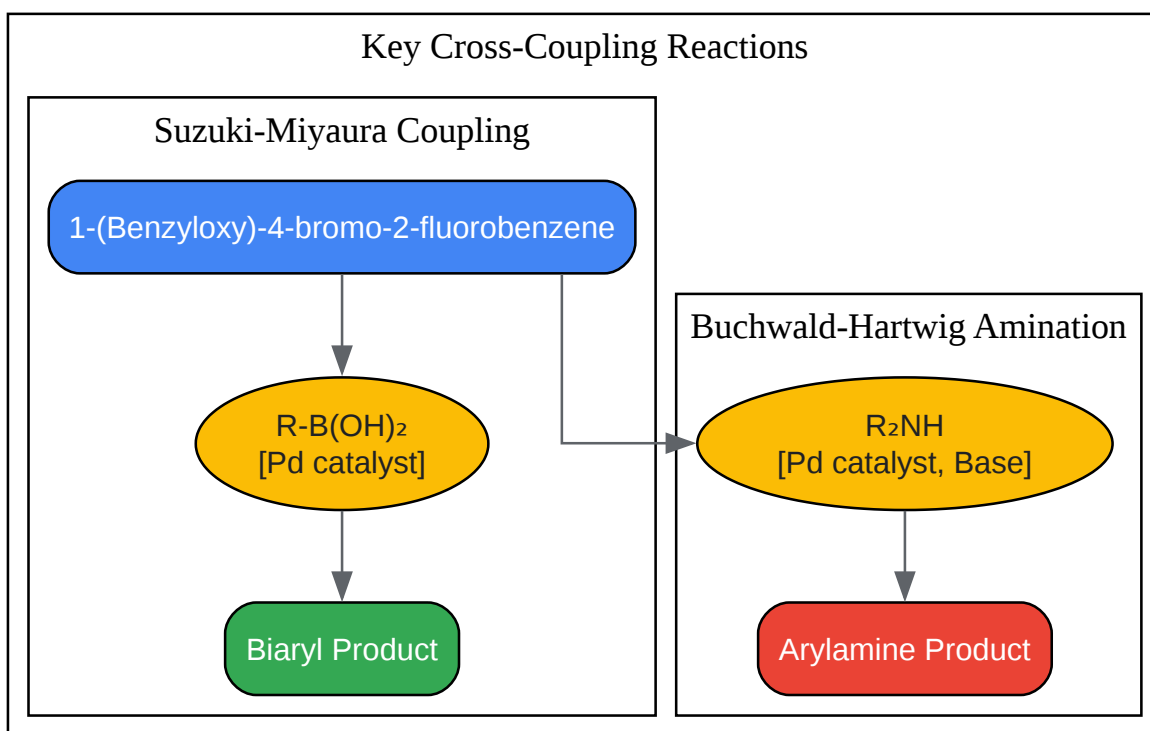 Key Cross-Coupling Reactions
Suzuki-Miyaura Coupling
1-(Benzyloxy)-4-bromo-2-fluorobenzene
R-B(OH)₂
[Pd catalyst]
Biaryl Product
Buchwald-Hartwig Amination
R₂NH
[Pd catalyst, Base]
Arylamine Product